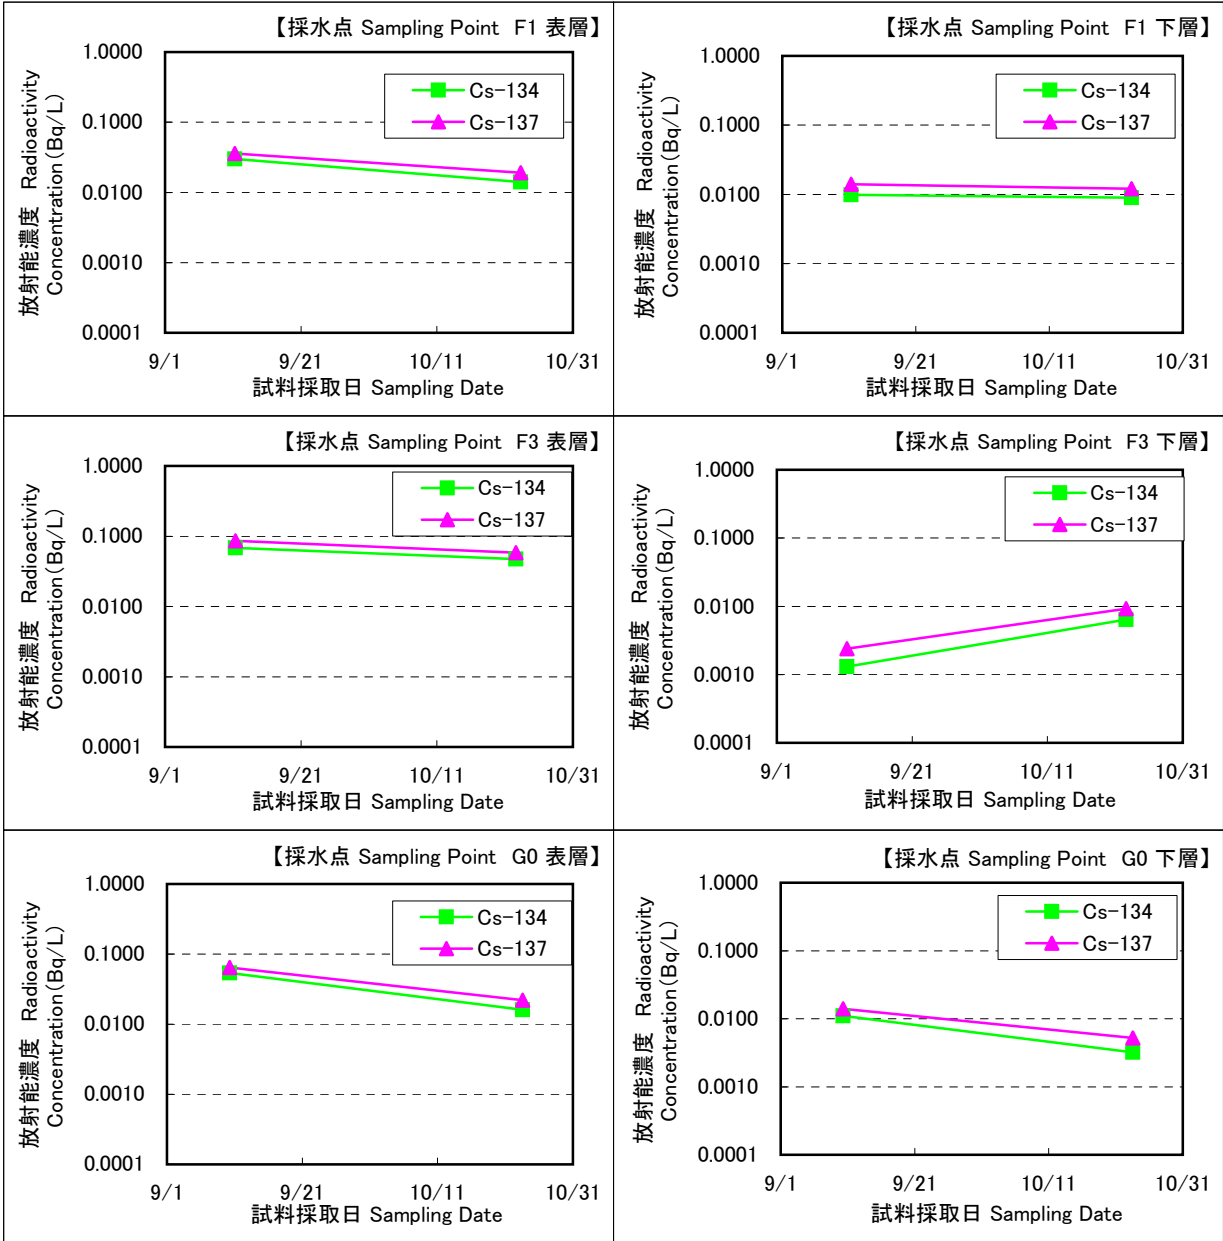 【採水点 Sampling Point F1 表層】
放射能濃度 Radioactivity
Concentration(Bq/L)
1.0000
0.1000
0.0100
0.0010
0.0001
Cs-134
Cs-137
9/1 9/21 10/11 10/31
試料採取日 Sampling Date
【採水点 Sampling Point F1 下層】
放射能濃度 Radioactivity
Concentration(Bq/L)
1.0000
0.1000
0.0100
0.0010
0.0001
Cs-134
Cs-137
9/1 9/21 10/11 10/31
試料採取日 Sampling Date
【採水点 Sampling Point F3 表層】
放射能濃度 Radioactivity
Concentration(Bq/L)
1.0000
0.1000
0.0100
0.0010
0.0001
Cs-134
Cs-137
9/1 9/21 10/11 10/31
試料採取日 Sampling Date
【採水点 Sampling Point F3 下層】
放射能濃度 Radioactivity
Concentration(Bq/L)
1.0000
0.1000
0.0100
0.0010
0.0001
Cs-134
Cs-137
9/1 9/21 10/11 10/31
試料採取日 Sampling Date
【採水点 Sampling Point G0 表層】
放射能濃度 Radioactivity
Concentration(Bq/L)
1.0000
0.1000
0.0100
0.0010
0.0001
Cs-134
Cs-137
9/1 9/21 10/11 10/31
試料採取日 Sampling Date
【採水点 Sampling Point G0 下層】
放射能濃度 Radioactivity
Concentration(Bq/L)
1.0000
0.1000
0.0100
0.0010
0.0001
Cs-134
Cs-137
9/1 9/21 10/11 10/31
試料採取日 Sampling Date